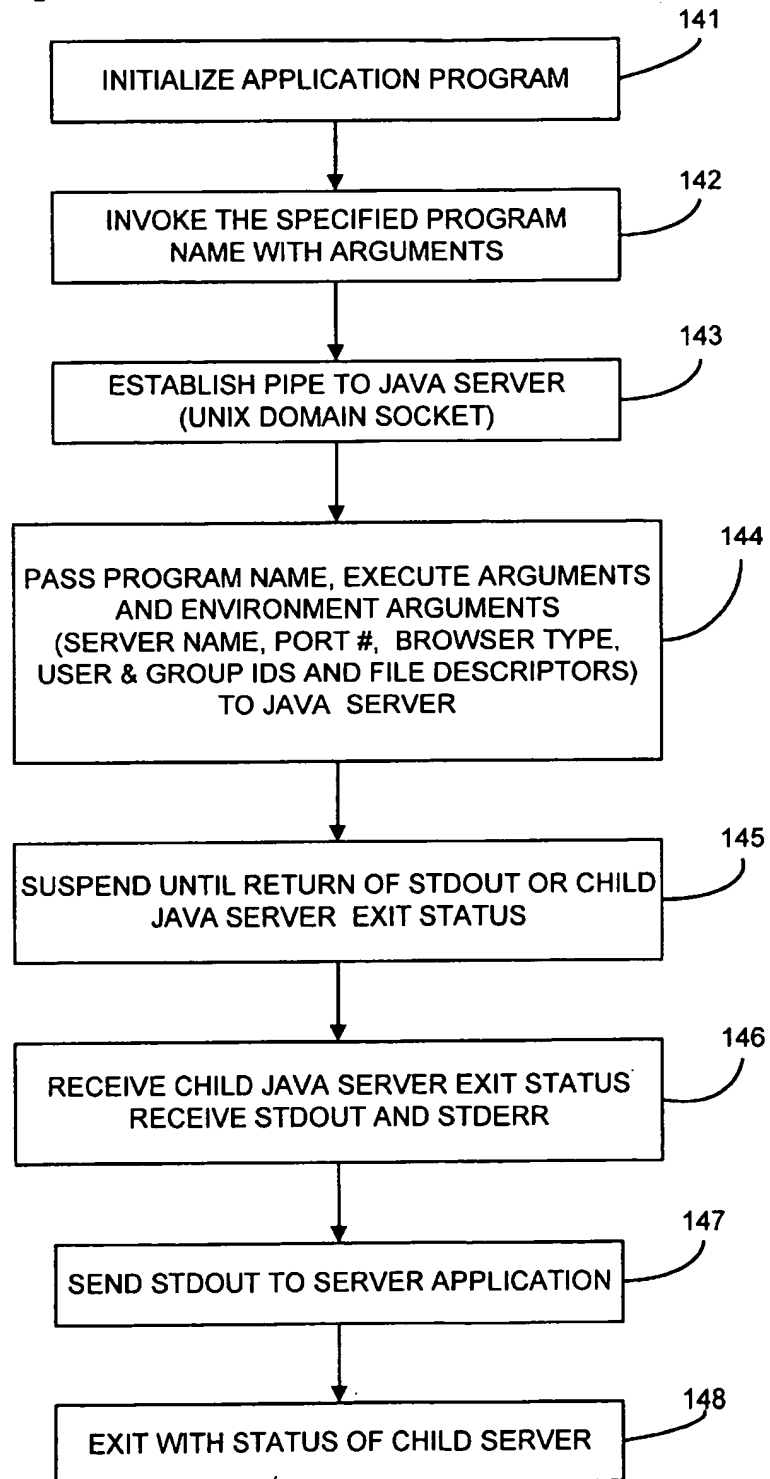 141
INITIALIZE APPLICATION PROGRAM
142
INVOKE THE SPECIFIED PROGRAM
NAME WITH ARGUMENTS
143
ESTABLISH PIPE TO JAVA SERVER
(UNIX DOMAIN SOCKET)
144
PASS PROGRAM NAME, EXECUTE ARGUMENTS
AND ENVIRONMENT ARGUMENTS
(SERVER NAME, PORT #, BROWSER TYPE,
USER & GROUP IDS AND FILE DESCRIPTORS)
TO JAVA SERVER
145
SUSPEND UNTIL RETURN OF STDOUT OR CHILD
JAVA SERVER EXIT STATUS
146
RECEIVE CHILD JAVA SERVER EXIT STATUS
RECEIVE STDOUT AND STDERR
147
SEND STDOUT TO SERVER APPLICATION
148
EXIT WITH STATUS OF CHILD SERVER